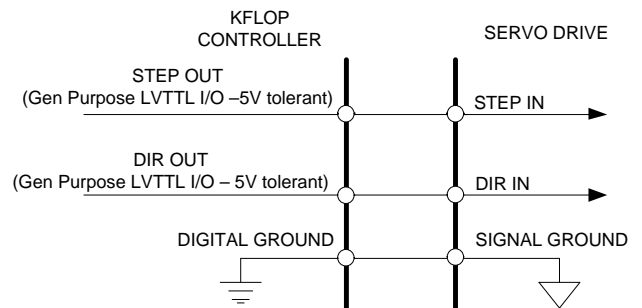 KFLOP
CONTROLLER
SERVO DRIVE
STEP OUT
(Gen Purpose LVTTL I/O –5V tolerant)
STEP IN
DIR OUT
(Gen Purpose LVTTL I/O – 5V tolerant)
DIR IN
DIGITAL GROUND
SIGNAL GROUND